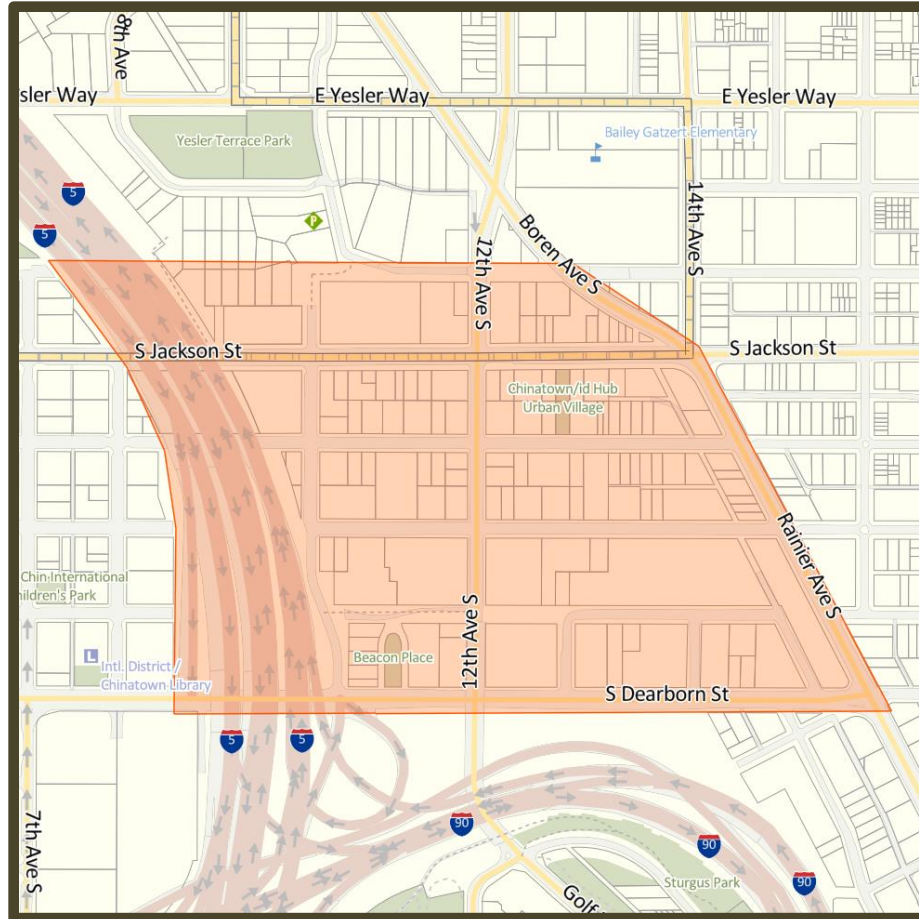 8th Ave
sler Way
E Yesler Way
E Yesler Way
Yesler Terrace Park
Bailey Gatzert Elementary
5
5
P
14th Ave S
Boren Ave S
12th Ave S
S Jackson St
S Jackson St
Chinatown/id Hub
Urban Village
Rainier Ave S
Chin International
hildren's Park
12th Ave S
Beacon Place
L
Intl. District /
Chinatown Library
S Dearborn St
5
5
7th Ave S
90
90
90
Sturgus Park
Golf